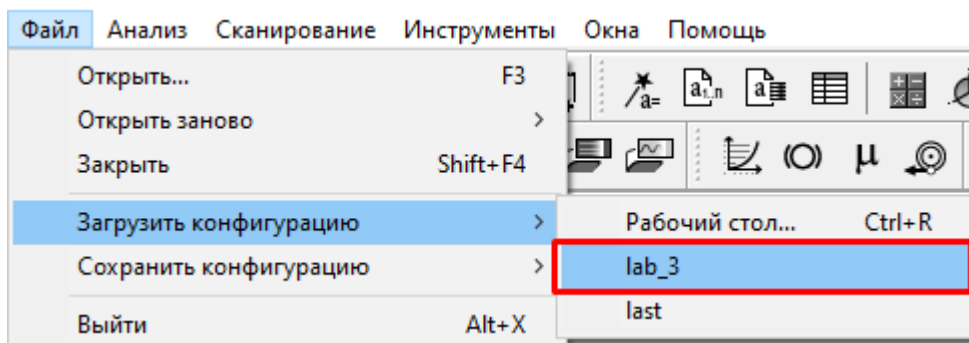 Файл Анализ Сканирование Инструменты Окна Помощь
Открыть... F3
Открыть заново
Закрыть Shift+F4
Загрузить конфигурацию
Сохранить конфигурацию
Выйти Alt+X
Рабочий стол... Ctrl+R
lab_3
last
a=
a1..n
a
μ